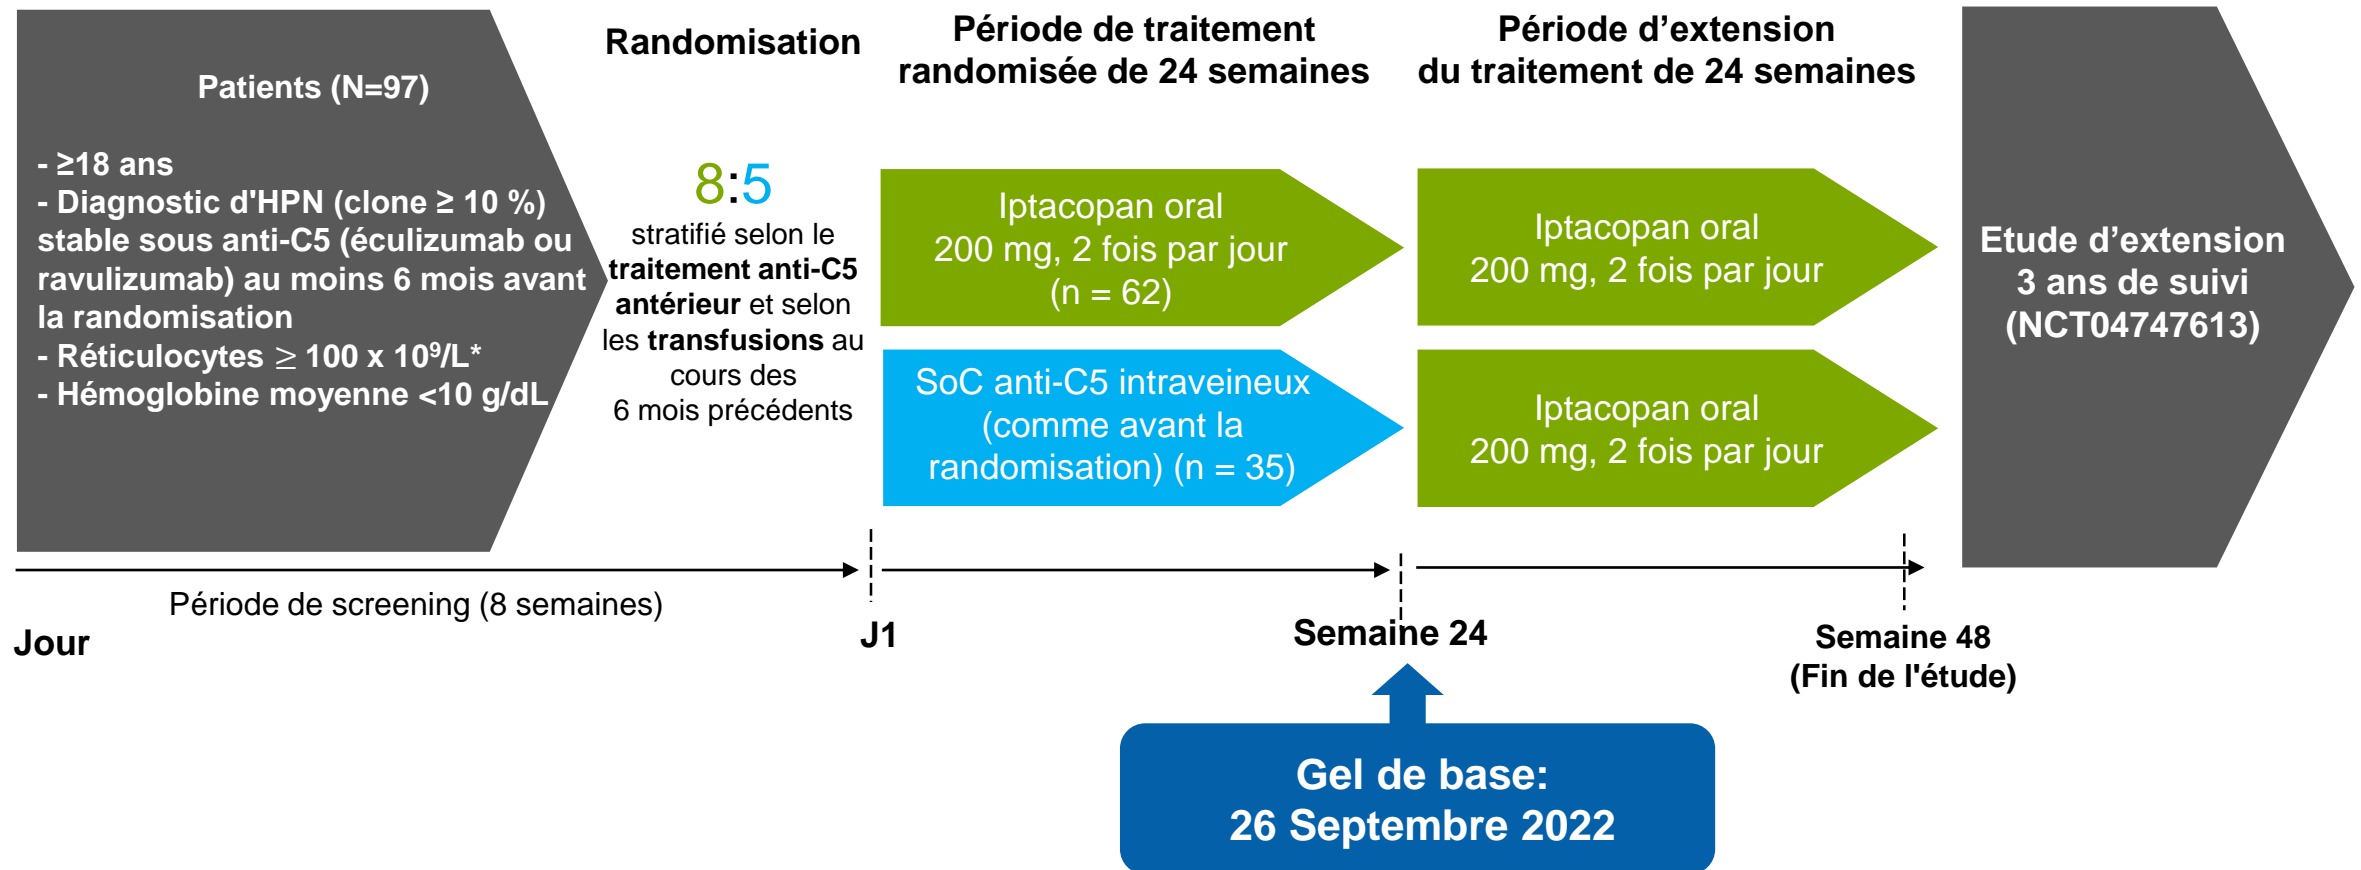 Patients (N=97)
- ≥18 ans
- Diagnostic d'HPN (clone ≥ 10 %)
stable sous anti-C5 (éculizumab ou
ravulizumab) au moins 6 mois avant
la randomisation
- Réticulocytes ≥ 100 x 10⁹/L*
- Hémoglobine moyenne <10 g/dL
Randomisation
8:5
stratifié selon le
traitement anti-C5
antérieur et selon
les transfusions au
cours des
6 mois précédents
Période de traitement
randomisée de 24 semaines
Iptacopan oral
200 mg, 2 fois par jour
(n = 62)
SoC anti-C5 intraveineux
(comme avant la
randomisation) (n = 35)
Période d’extension
du traitement de 24 semaines
Iptacopan oral
200 mg, 2 fois par jour
Iptacopan oral
200 mg, 2 fois par jour
Etude d’extension
3 ans de suivi
(NCT04747613)
Période de screening (8 semaines)
Jour
J1
Semaine 24
Semaine 48
(Fin de l'étude)
Gel de base:
26 Septembre 2022